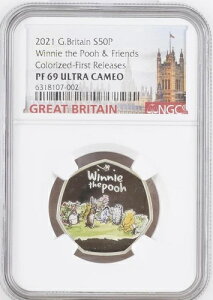 2021 G.Britain S50P
Winnie the Pooh & Friends
Colorized-First Releases
PF 69 ULTRA CAMEO
6318107-002
NGC
GREAT BRITAIN
Winnie
the pooh